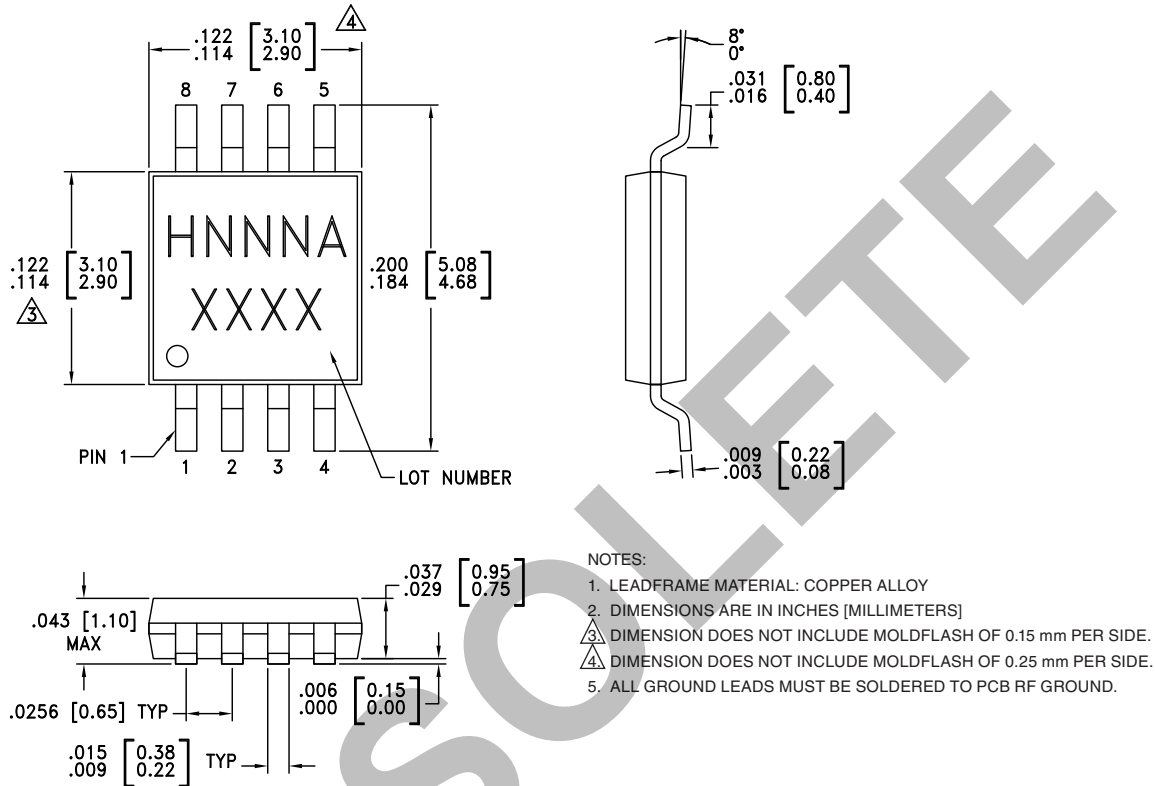 .122 [3.10]
.114 [2.90]
4
8 7 6 5
HNNNA
XXXX
.122 [3.10]
.114 [2.90]
3
.200 [5.08]
.184 [4.68]
PIN 1
1 2 3 4
LOT NUMBER
8°
0°
.031 [0.80]
.016 [0.40]
.009 [0.22]
.003 [0.08]
.043 [1.10]
MAX
.037 [0.95]
.029 [0.75]
.006 [0.15]
.000 [0.00]
.0256 [0.65] TYP
.015 [0.38]
.009 [0.22]
TYP
NOTES:
1. LEADFRAME MATERIAL: COPPER ALLOY
2. DIMENSIONS ARE IN INCHES [MILLIMETERS]
3. DIMENSION DOES NOT INCLUDE MOLDFLASH OF 0.15 mm PER SIDE.
4. DIMENSION DOES NOT INCLUDE MOLDFLASH OF 0.25 mm PER SIDE.
5. ALL GROUND LEADS MUST BE SOLDERED TO PCB RF GROUND.
SOLETE